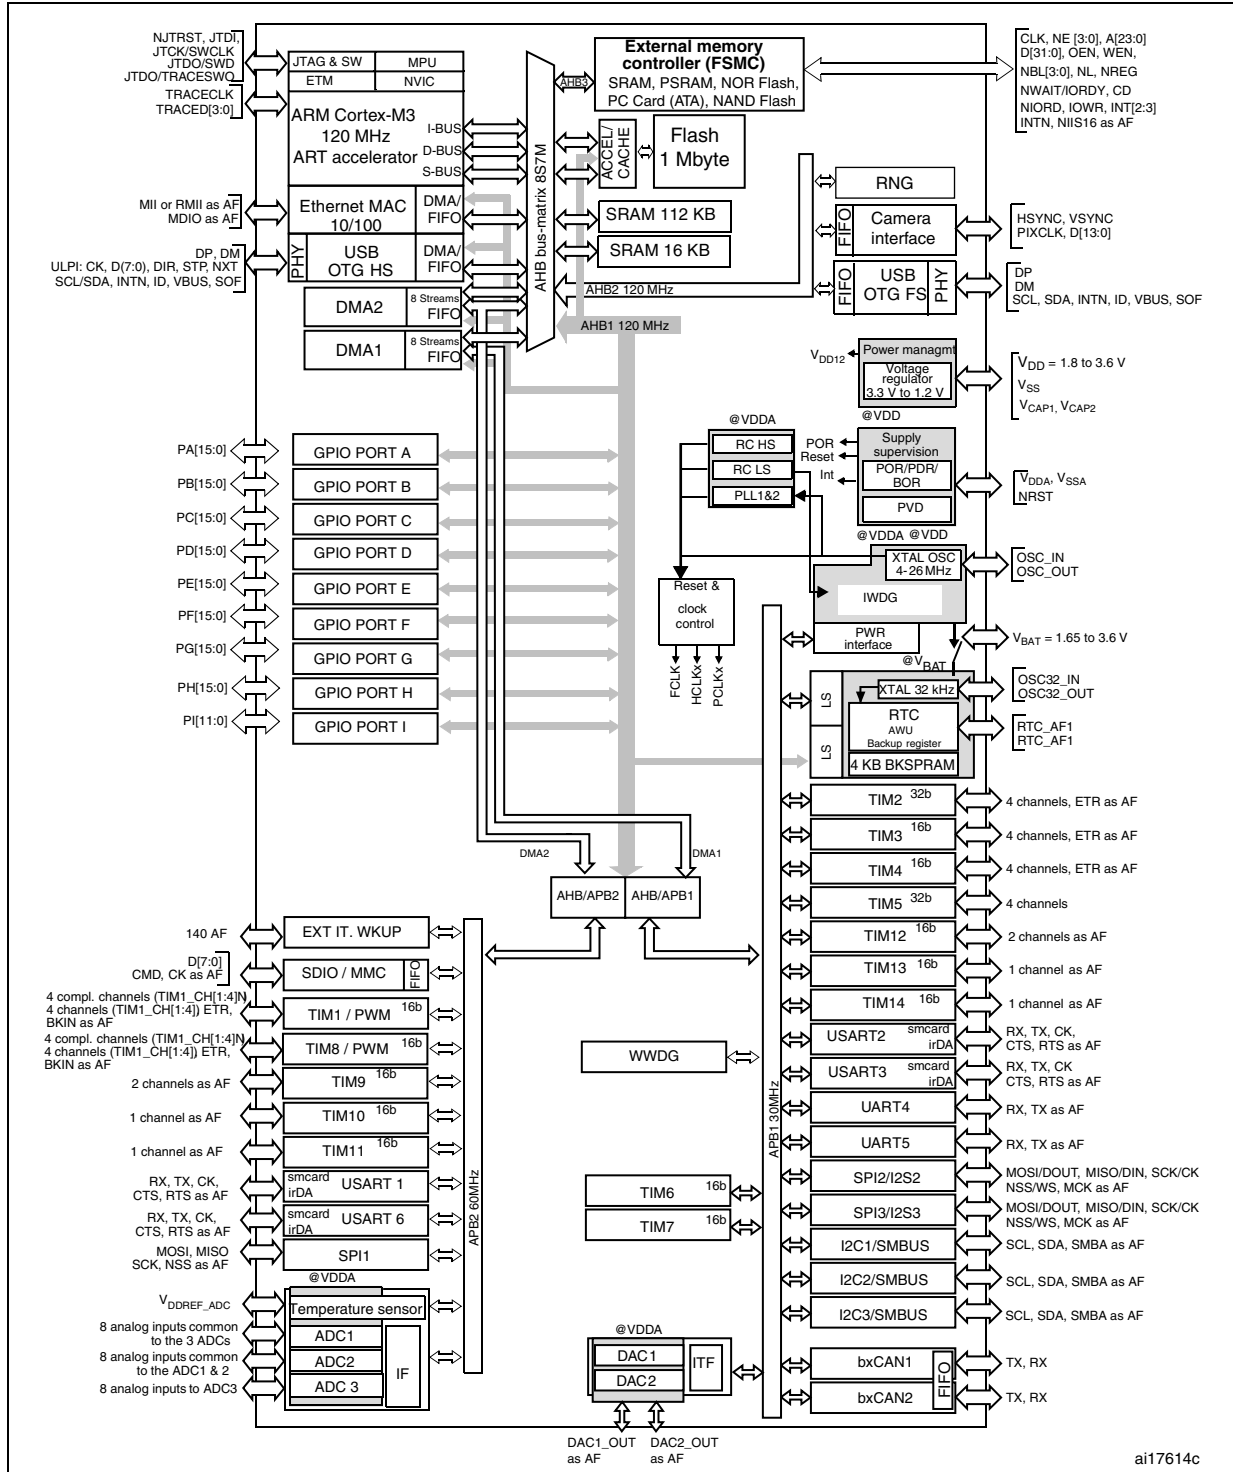 NJTRST, JTDI,
JTCK/SWCLK
JTDO/SWD
JTDO/TRACESWO
TRACECLK
TRACED[3:0]
JTAG & SW
MPU
ETM
NVIC
ARM Cortex-M3
120 MHz
ART accelerator
I-BUS
D-BUS
S-BUS
MII or RMII as AF
MDIO as AF
Ethernet MAC
10/100
DMA/
FIFO
DP, DM
ULPI: CK, D(7:0), DIR, STP, NXT
SCL/SDA, INTN, ID, VBUS, SOF
PHY
USB
OTG HS
DMA/
FIFO
DMA2
8 Streams
FIFO
DMA1
8 Streams
FIFO
AHB bus-matrix 8S7M
AHB3
External memory
controller (FSMC)
SRAM, PSRAM, NOR Flash,
PC Card (ATA), NAND Flash
CLK, NE [3:0], A[23:0]
D[31:0], OEN, WEN,
NBL[3:0], NL, NREG
NWAIT/IORDY, CD
NIORD, IOWR, INT[2:3]
INTN, NIIS16 as AF
ACCEL/
CACHE
Flash
1 Mbyte
SRAM 112 KB
SRAM 16 KB
AHB2 120 MHz
AHB1 120 MHz
RNG
FIFO
Camera
interface
HSYNC, VSYNC
PIXCLK, D[13:0]
FIFO
USB
OTG FS
PHY
DP
DM
SCL, SDA, INTN, ID, VBUS, SOF
VDD12
Power managmt
Voltage
regulator
3.3 V to 1.2 V
VDD = 1.8 to 3.6 V
VSS
VCAP1, VCAP2
@VDD
@VDDA
RC HS
RC LS
PLL1&2
POR
Reset
Int
Supply
supervision
POR/PDR/
BOR
PVD
VDDA, VSSA
NRST
@VDDA @VDD
XTAL OSC
4-26 MHz
OSC_IN
OSC_OUT
IWDG
PWR
interface
VBAT = 1.65 to 3.6 V
@VBAT
Reset &
clock
control
FCLK
HCLKx
PCLKx
LS
LS
XTAL 32 kHz
OSC32_IN
OSC32_OUT
RTC
AWU
Backup register
4 KB BKSPRAM
RTC_AF1
RTC_AF1
PA[15:0]
GPIO PORT A
PB[15:0]
GPIO PORT B
PC[15:0]
GPIO PORT C
PD[15:0]
GPIO PORT D
PE[15:0]
GPIO PORT E
PF[15:0]
GPIO PORT F
PG[15:0]
GPIO PORT G
PH[15:0]
GPIO PORT H
PI[11:0]
GPIO PORT I
DMA2
DMA1
AHB/APB2
AHB/APB1
140 AF
EXT IT. WKUP
D[7:0]
CMD, CK as AF
SDIO / MMC
FIFO
4 compl. channels (TIM1_CH[1:4]N
4 channels (TIM1_CH[1:4]) ETR,
BKIN as AF
TIM1 / PWM 16b
4 compl. channels (TIM1_CH[1:4]N
4 channels (TIM1_CH[1:4]) ETR,
BKIN as AF
TIM8 / PWM 16b
2 channels as AF
TIM9 16b
1 channel as AF
TIM10 16b
1 channel as AF
TIM11 16b
RX, TX, CK,
CTS, RTS as AF
smcard
irDA
USART 1
RX, TX, CK,
CTS, RTS as AF
smcard
irDA
USART 6
MOSI, MISO
SCK, NSS as AF
SPI1
@VDDA
VDDREF_ADC
Temperature sensor
8 analog inputs common
to the 3 ADCs
ADC1
8 analog inputs common
to the ADC1 & 2
ADC2
8 analog inputs to ADC3
ADC 3
IF
APB2 60MHz
WWDG
TIM6 16b
TIM7 16b
@VDDA
DAC1
DAC2
ITF
DAC1_OUT
as AF
DAC2_OUT
as AF
APB1 30MHz
TIM2 32b
4 channels, ETR as AF
TIM3 16b
4 channels, ETR as AF
TIM4 16b
4 channels, ETR as AF
TIM5 32b
4 channels
TIM12 16b
2 channels as AF
TIM13 16b
1 channel as AF
TIM14 16b
1 channel as AF
USART2
smcard
irDA
RX, TX, CK,
CTS, RTS as AF
USART3
smcard
irDA
RX, TX, CK
CTS, RTS as AF
UART4
RX, TX as AF
UART5
RX, TX as AF
SPI2/I2S2
MOSI/DOUT, MISO/DIN, SCK/CK
NSS/WS, MCK as AF
SPI3/I2S3
MOSI/DOUT, MISO/DIN, SCK/CK
NSS/WS, MCK as AF
I2C1/SMBUS
SCL, SDA, SMBA as AF
I2C2/SMBUS
SCL, SDA, SMBA as AF
I2C3/SMBUS
SCL, SDA, SMBA as AF
bxCAN1
TX, RX
bxCAN2
FIFO
TX, RX
ai17614c